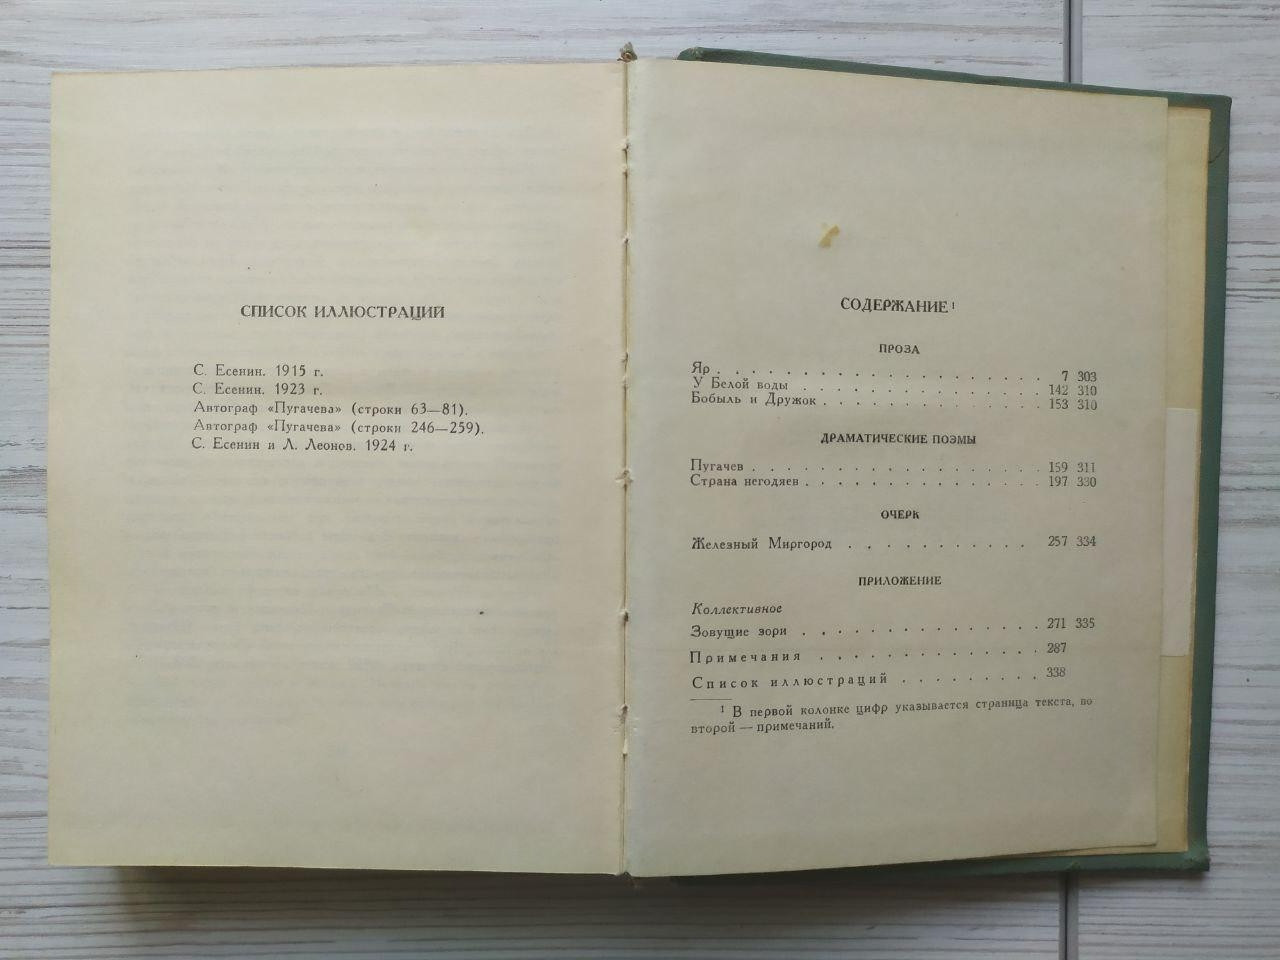 СПИСОК ИЛЛЮСТРАЦИЙ
С. Есенин. 1915 г.
С. Есенин. 1923 г.
Автограф «Пугачева» (строки 63—81).
Автограф «Пугачева» (строки 246—259).
С. Есенин и Л. Леонов. 1924 г.
СОДЕРЖАНИЕ¹
ПРОЗА
Яр . . . . . . . . . . . . . . . . . . . . 7 303
У Белой воды . . . . . . . . . . . . . . . 142 310
Бобыль и Дружок . . . . . . . . . . . . . . 153 310
ДРАМАТИЧЕСКИЕ ПОЭМЫ
Пугачев . . . . . . . . . . . . . . . . . . 159 311
Страна негодяев . . . . . . . . . . . . . . . 197 330
ОЧЕРК
Железный Миргород . . . . . . . . . . 257 334
ПРИЛОЖЕНИЕ
Коллективное
Зовущие зори . . . . . . . . . . . . . . . 271 335
Примечания . . . . . . . . . . . . . . 287
Список иллюстраций . . . . . . . . . 338
¹ В первой колонке цифр указывается страница текста, во
второй — примечаний.